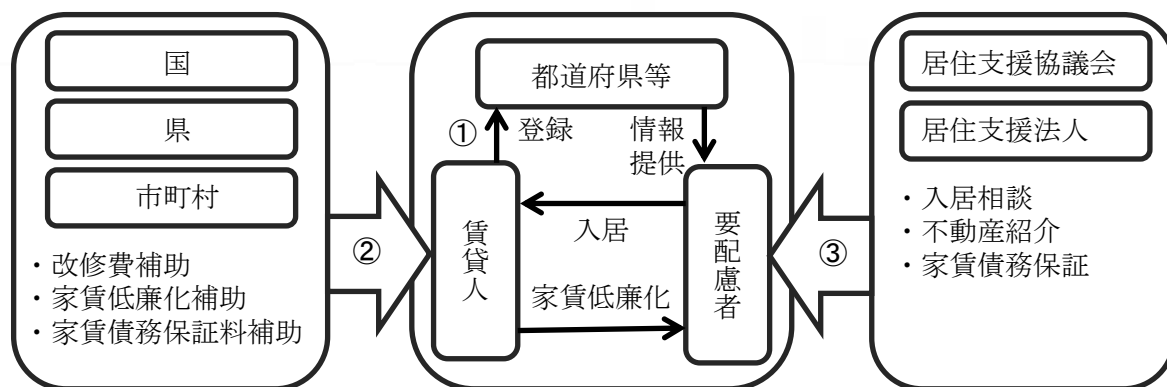 国
県
市町村
・改修費補助
・家賃低廉化補助
・家賃債務保証料補助
②
都道府県等
①
登録
情報
提供
賃貸人
入居
家賃低廉化
要配慮者
③
居住支援協議会
居住支援法人
・入居相談
・不動産紹介
・家賃債務保証